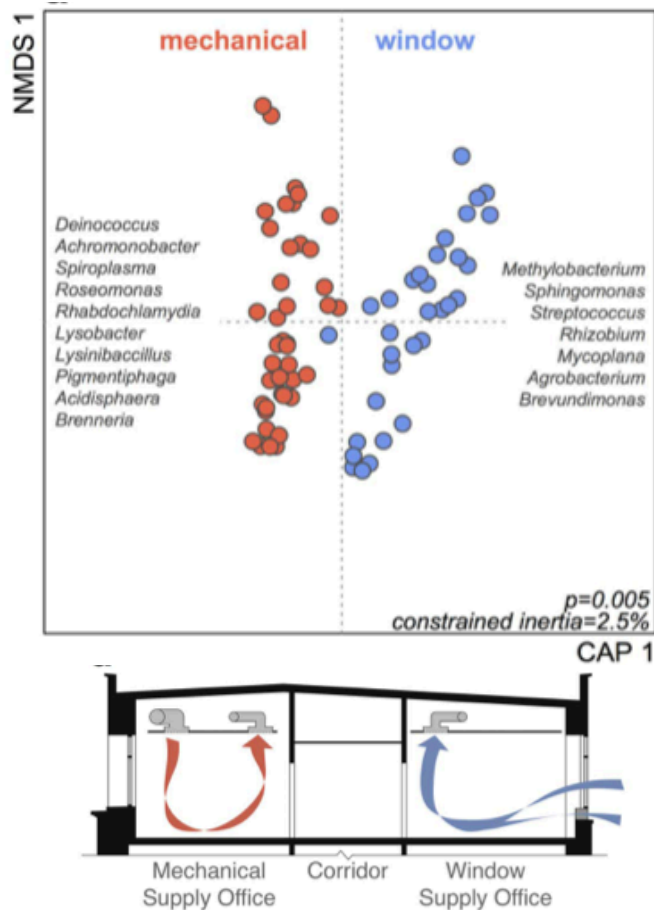 mechanical
window
NMDS 1
Deinococcus
Achromonobacter
Spiroplasma
Roseomonas
Rhabdochlamydia
Lysobacter
Lysinibaccillus
Pigmentiphaga
Acidisphaera
Brenneria
Methylobacterium
Sphingomonas
Streptococcus
Rhizobium
Mycoplana
Agrobacterium
Brevundimonas
p=0.005
constrained inertia=2.5%
CAP 1
Mechanical
Supply Office
Corridor
Window
Supply Office